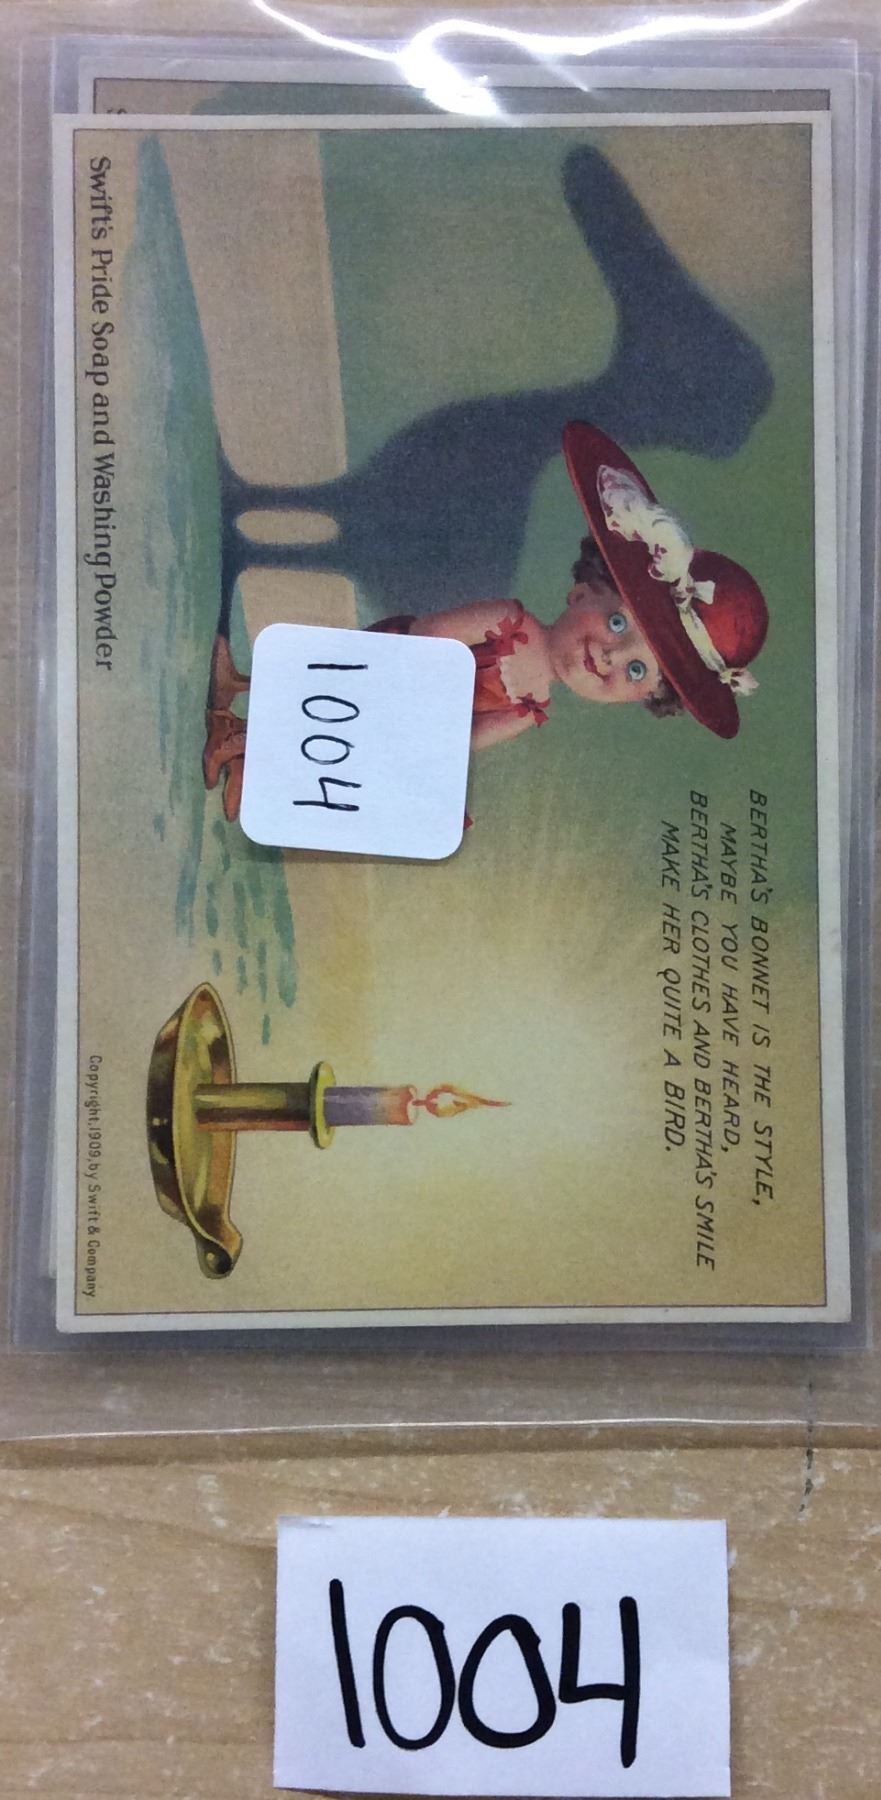 BERTHA'S BONNET IS THE STYLE,
MAYBE YOU HAVE HEARD,
BERTHA'S CLOTHES AND BERTHA'S SMILE
MAKE HER QUITE A BIRD.
1004
Swift's Pride Soap and Washing Powder
Copyright, 1909, by Swift & Company
1004